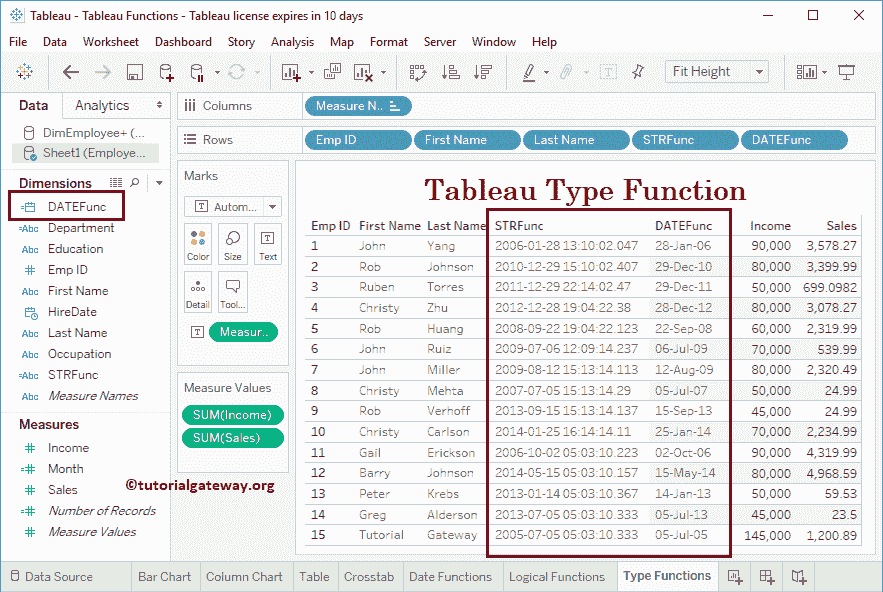 Tableau - Tableau Functions - Tableau license expires in 10 days
File Data Worksheet Dashboard Story Analysis Map Format Server Window Help
Fit Height
Data Analytics
DimEmployee+ (...
Sheet1 (Employe...
Dimensions
DATEFunc
=Abc Department
Abc Education
Emp ID
Abc First Name
HireDate
Abc Last Name
Abc Occupation
=Abc STRFunc
Abc Measure Names
Measures
Income
Month
Sales
Number of Records
Measure Values
Columns Measure N..
Rows Emp ID First Name Last Name STRFunc DATEFunc
Marks
T Autom...
Color Size Text
Detail Tool...
Measur..
Measure Values
SUM(Income)
SUM(Sales)
©tutorialgateway.org
Tableau Type Function
Emp ID First Name Last Name STRFunc DATEFunc Income Sales
1 John Yang 2006-01-28 13:10:02.047 28-Jan-06 90,000 3,578.27
2 Rob Johnson 2010-12-29 15:10:02.407 29-Dec-10 80,000 3,399.99
3 Ruben Torres 2011-12-29 22:14:02.47 29-Dec-11 50,000 699.0982
4 Christy Zhu 2012-12-28 19:04:22.38 28-Dec-12 80,000 3,078.27
5 Rob Huang 2008-09-22 19:04:22.123 22-Sep-08 60,000 2,319.99
6 John Ruiz 2009-07-06 12:09:14.237 06-Jul-09 70,000 539.99
7 John Miller 2009-08-12 15:13:14.113 12-Aug-09 80,000 2,320.49
8 Christy Mehta 2007-07-05 15:13:14.29 05-Jul-07 50,000 24.99
9 Rob Verhoff 2013-09-15 15:13:14.137 15-Sep-13 45,000 24.99
10 Christy Carlson 2014-01-25 16:14:14.11 25-Jan-14 70,000 2,234.99
11 Gail Erickson 2006-10-02 05:03:10.223 02-Oct-06 90,000 4,319.99
12 Barry Johnson 2014-05-15 05:03:10.157 15-May-14 80,000 4,968.59
13 Peter Krebs 2013-01-14 05:03:10.367 14-Jan-13 50,000 59.53
14 Greg Alderson 2013-07-05 05:03:10.333 05-Jul-13 45,000 23.5
15 Tutorial Gateway 2005-07-05 05:03:10.333 05-Jul-05 145,000 1,200.89
Data Source Bar Chart Column Chart Table Crosstab Date Functions Logical Functions Type Functions